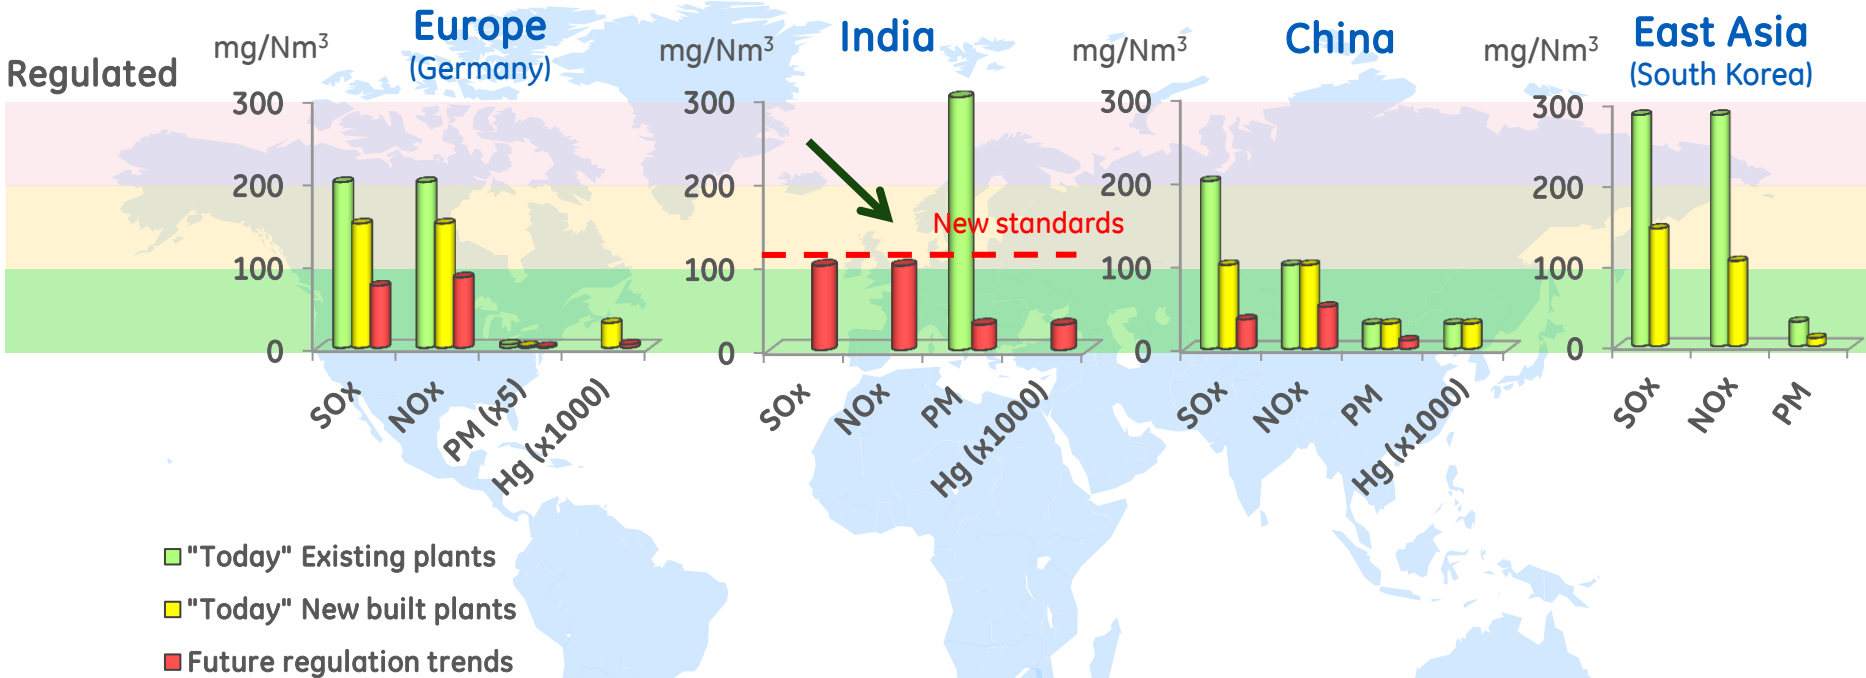 Regulated
mg/Nm³
Europe
(Germany)
300
200
100
0
SOx
NOx
PM (x5)
Hg (x1000)
mg/Nm³
India
300
200
100
0
New standards
SOx
NOx
PM
Hg (x1000)
mg/Nm³
China
300
200
100
0
SOx
NOx
PM
Hg (x1000)
mg/Nm³
East Asia
(South Korea)
300
200
100
0
SOx
NOx
PM
"Today" Existing plants
"Today" New built plants
Future regulation trends